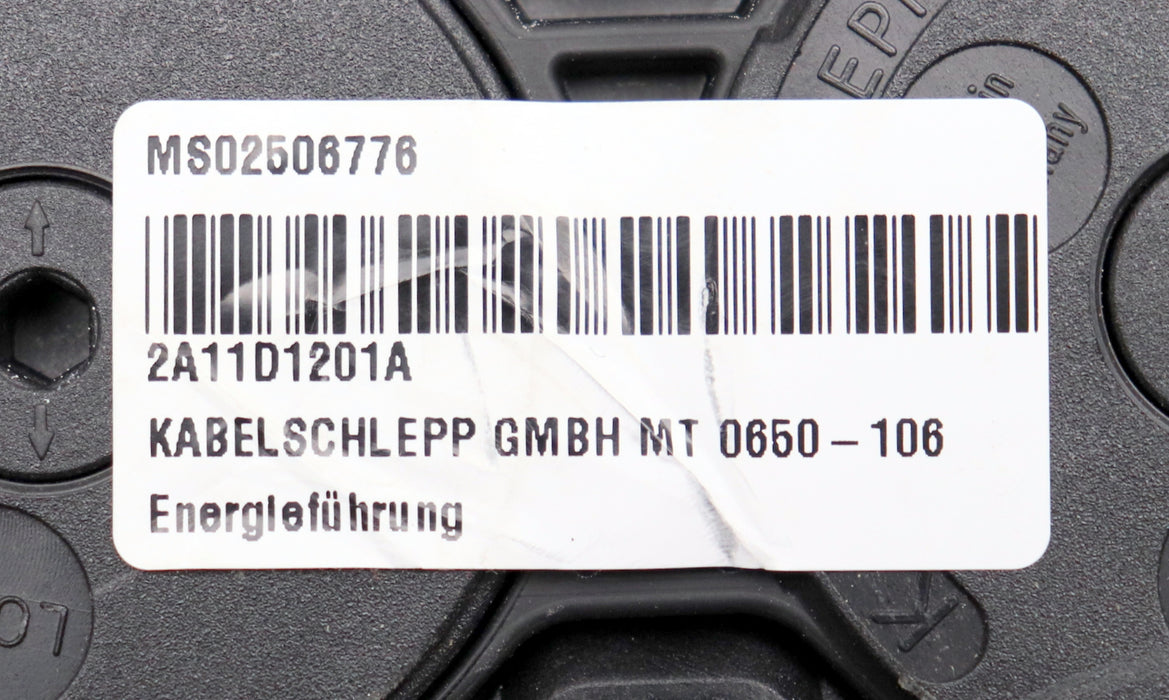 MS02506776
2A11D1201A
KABELSCHLEPP GMBH MT 0650 – 106
Energieführung